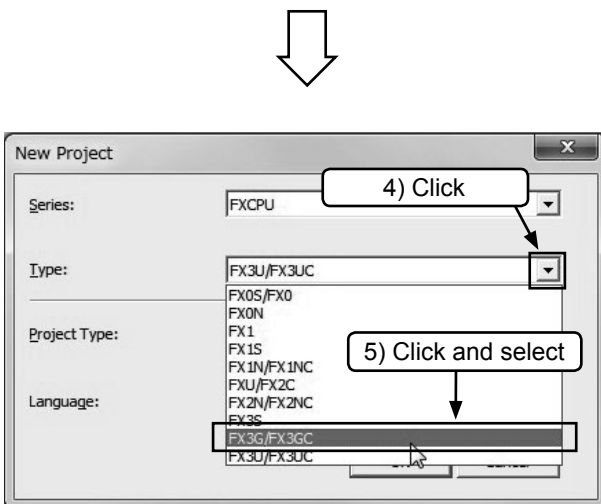 New Project
x
4) Click
Series:
FXCPU
Type:
FX3U/FX3UC
FX0S/FX0
FX0N
Project Type:
FX1
FX1S
5) Click and select
FX1N/FX1NC
FXU/FX2C
Language:
FX2N/FX2NC
FX3S
FX3G/FX3GC
FX3U/FX3UC